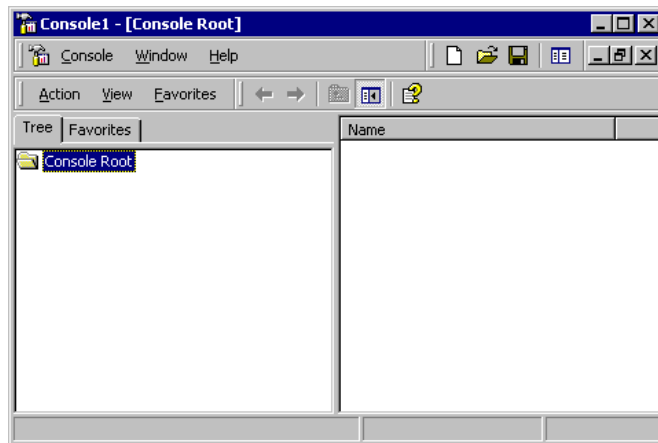 Console1 - [Console Root]
Console Window Help
Action View Favorites
Tree Favorites
Name
Console Root